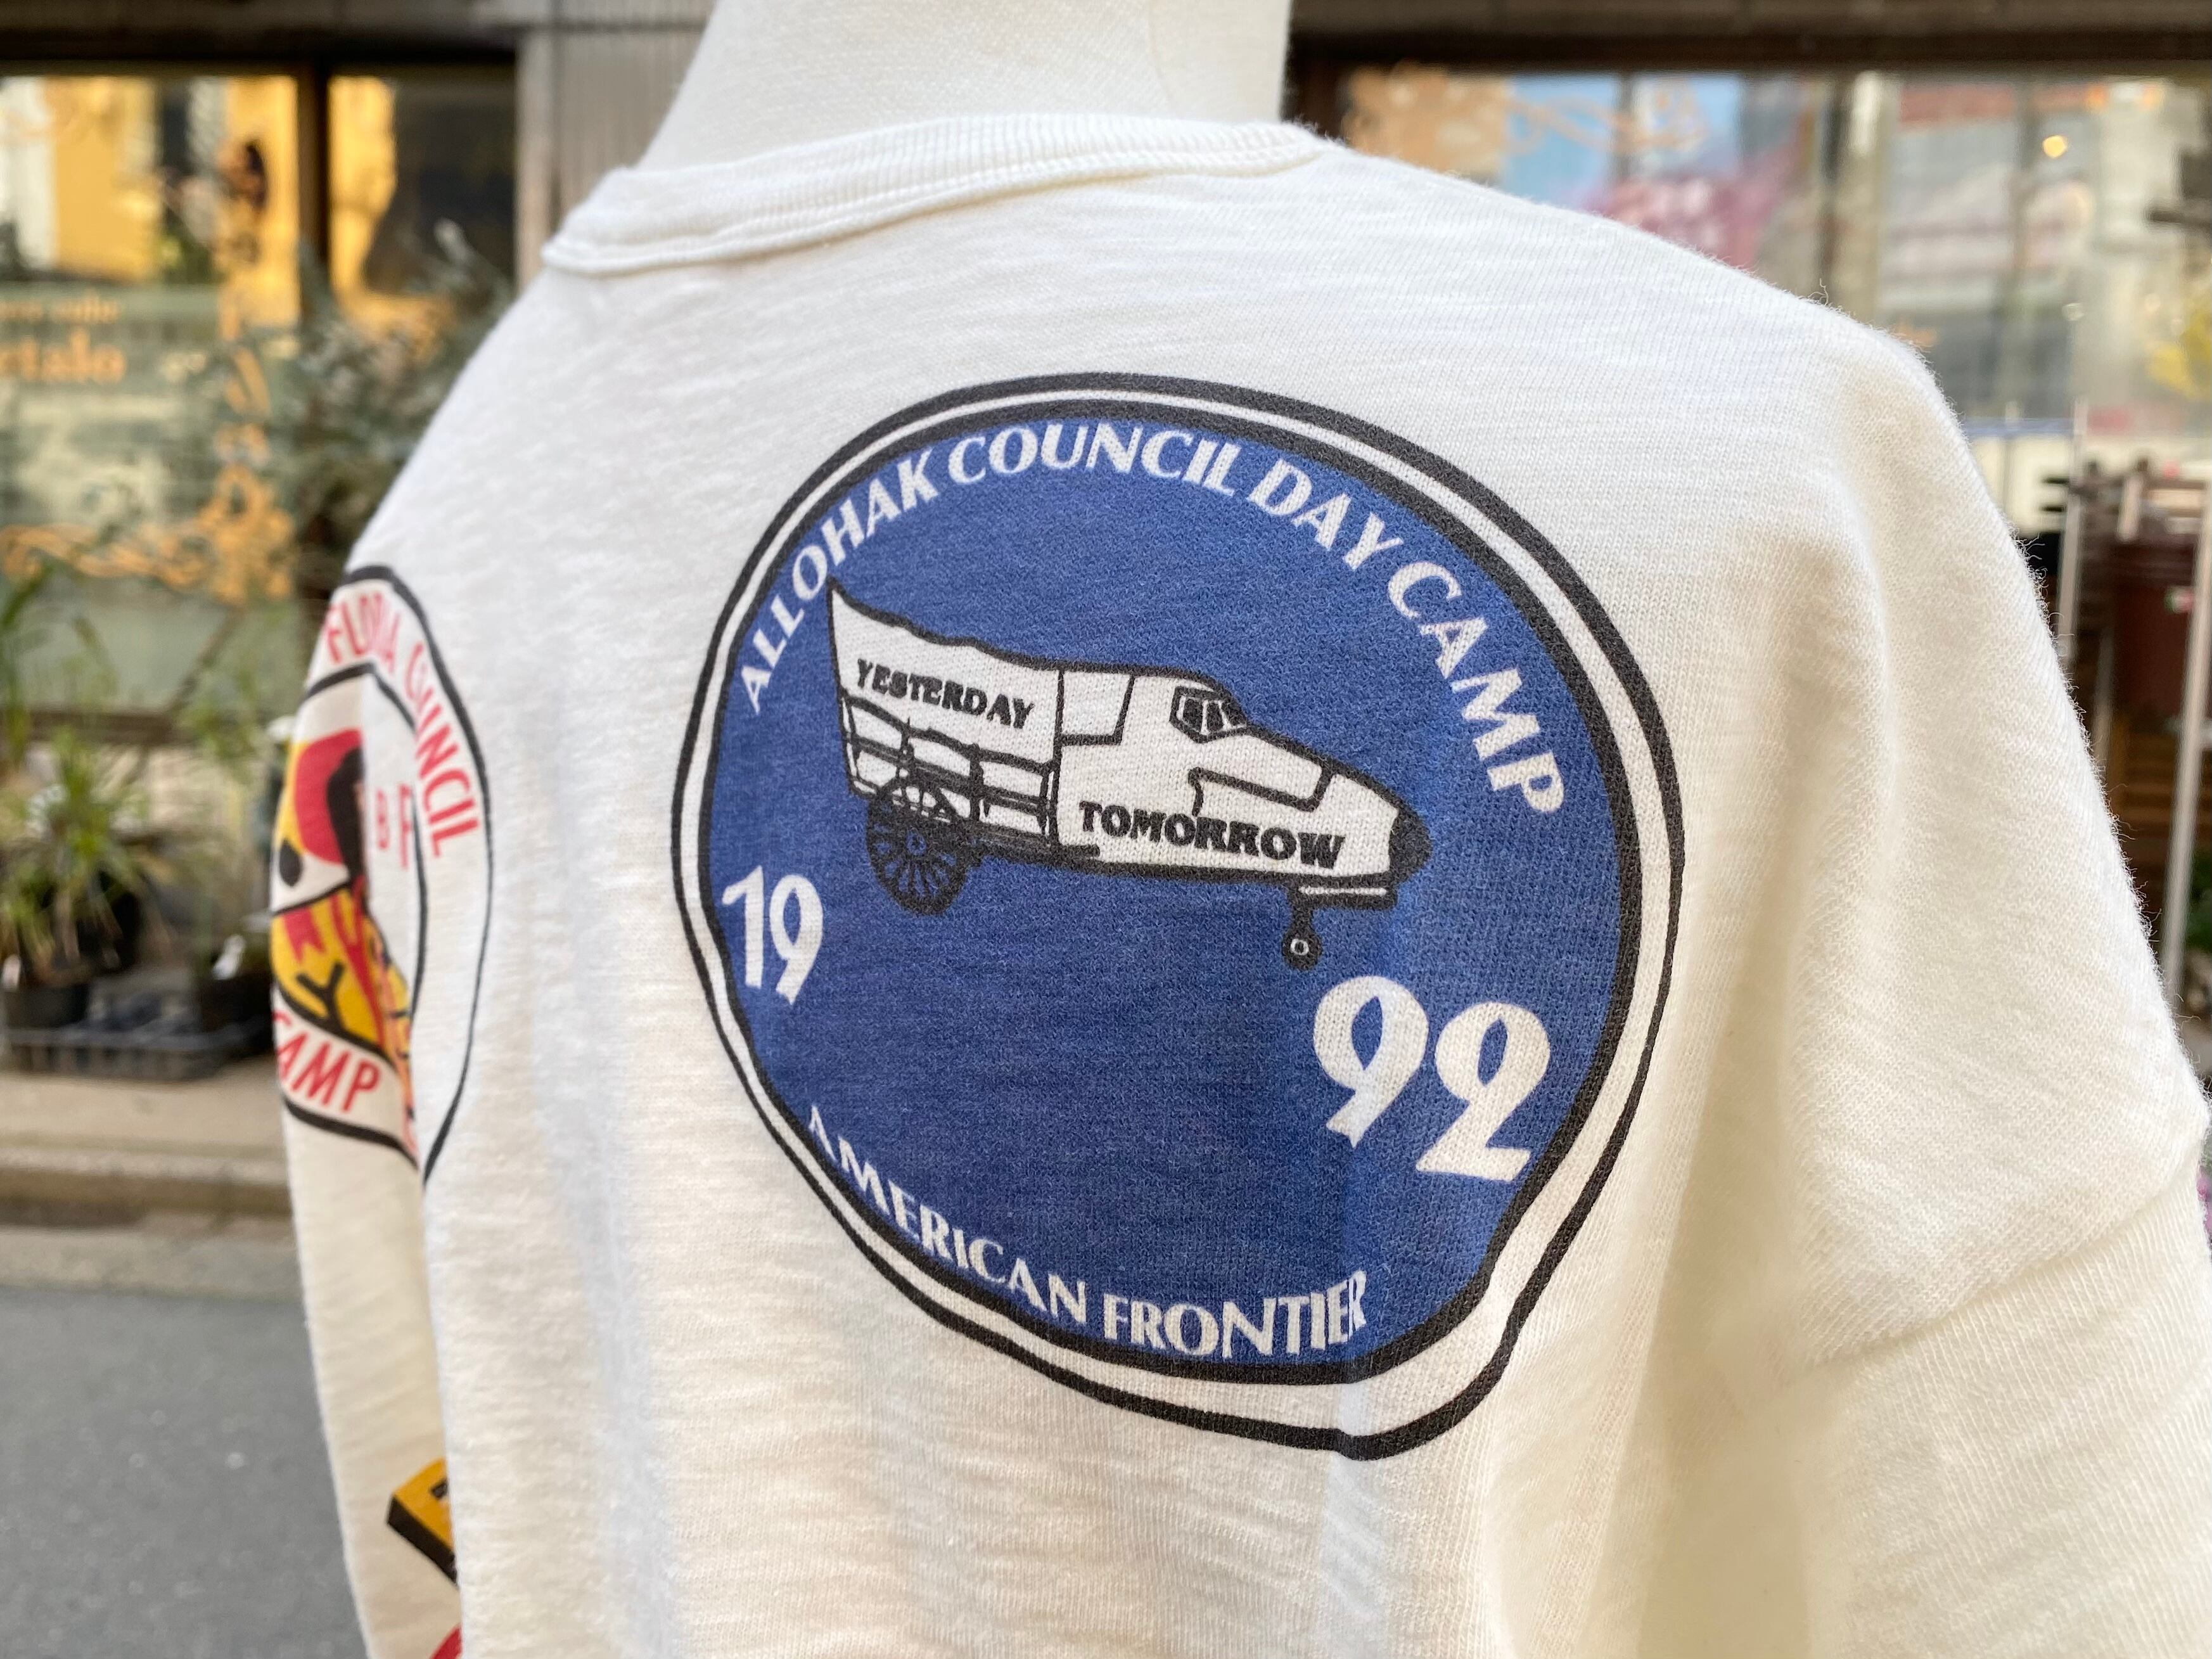 ALLOHAK COUNCIL DAY CAMP
YESTERDAY
TOMORROW
19 92
AMERICAN FRONTIER
COUNCIL
CAMP